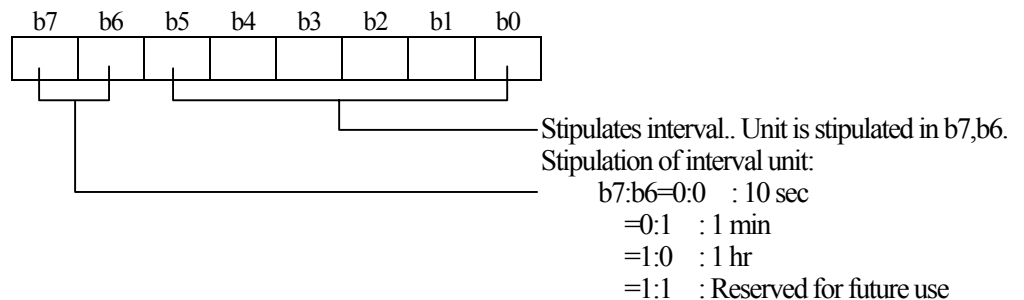 b7 b6 b5 b4 b3 b2 b1 b0
Stipulates interval.. Unit is stipulated in b7,b6.
Stipulation of interval unit:
b7:b6=0:0 : 10 sec
=0:1 : 1 min
=1:0 : 1 hr
=1:1 : Reserved for future use